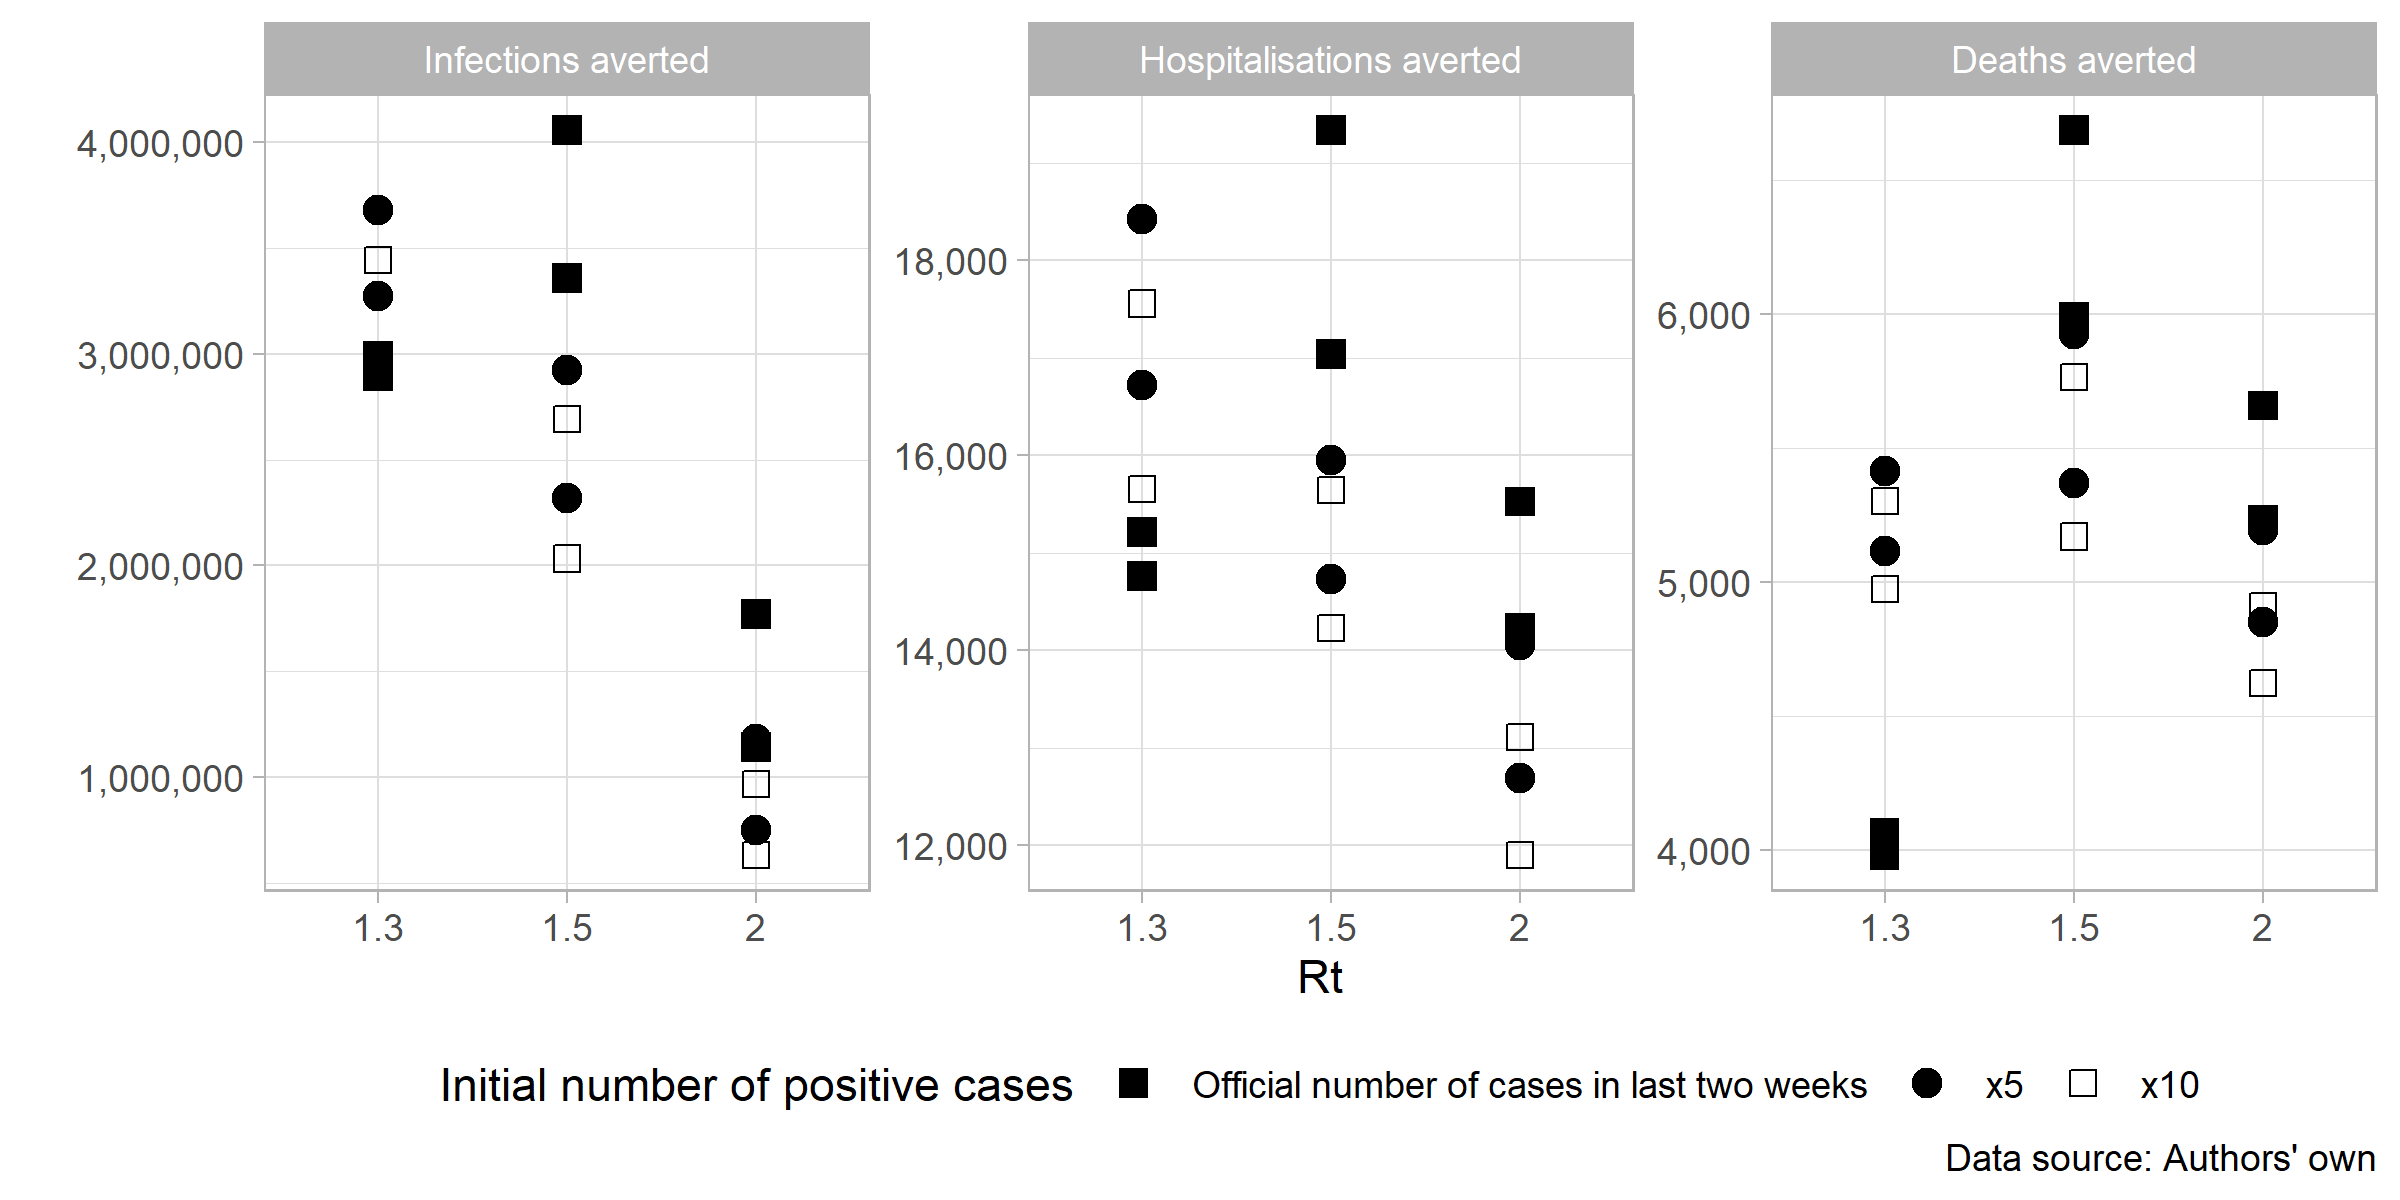 Infections averted
Hospitalisations averted
Deaths averted
4,000,000
3,000,000
2,000,000
1,000,000
18,000
16,000
14,000
12,000
6,000
5,000
4,000
1.3 1.5 2
1.3 1.5 2
1.3 1.5 2
Rt
Initial number of positive cases Official number of cases in last two weeks x5 x10
Data source: Authors' own